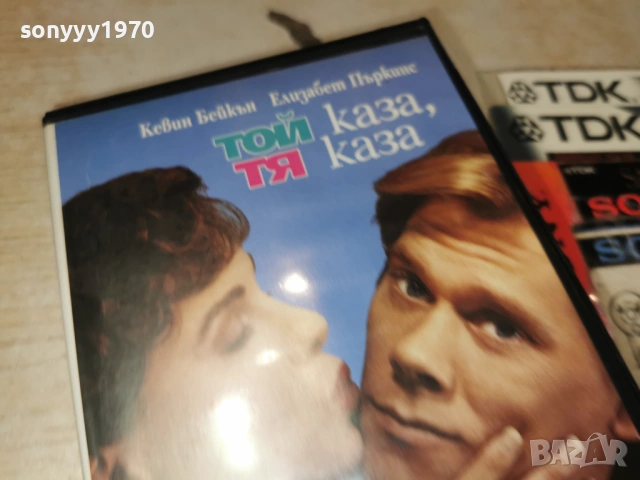 sonyyy1970
Кевин Бейкън Елизабет Пъркинс
ТОЙ каза,
ТЯ каза
TDK
TDK
BAZAR